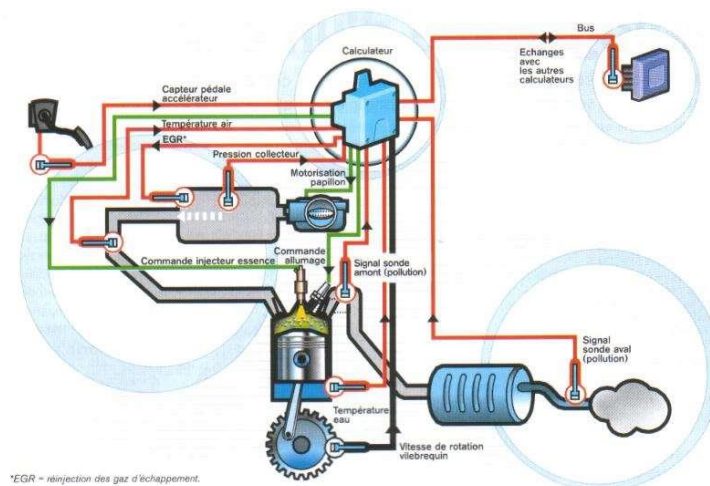 Bus
Calculateur
Echanges
avec
les autres
calculateurs
Capteur pédale
accélérateur
Température air
EGR*
Pression collecteur
Motorisation
papillon
Commande injecteur essence
Commande
allumage
Signal sonde
amont (pollution)
Signal
sonde aval
(pollution)
Température
eau
Vitesse de rotation
vilebrequin
*EGR = réinjection des gaz d'échappement.